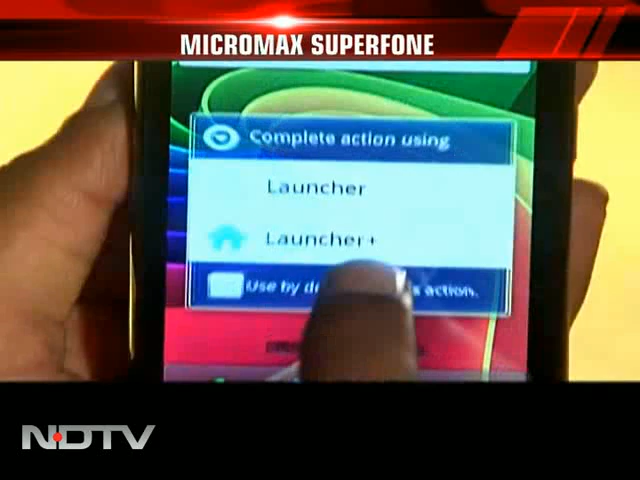 MICROMAX SUPERFONE
Complete action using
Launcher
Launcher+
Use by action.
NDTV